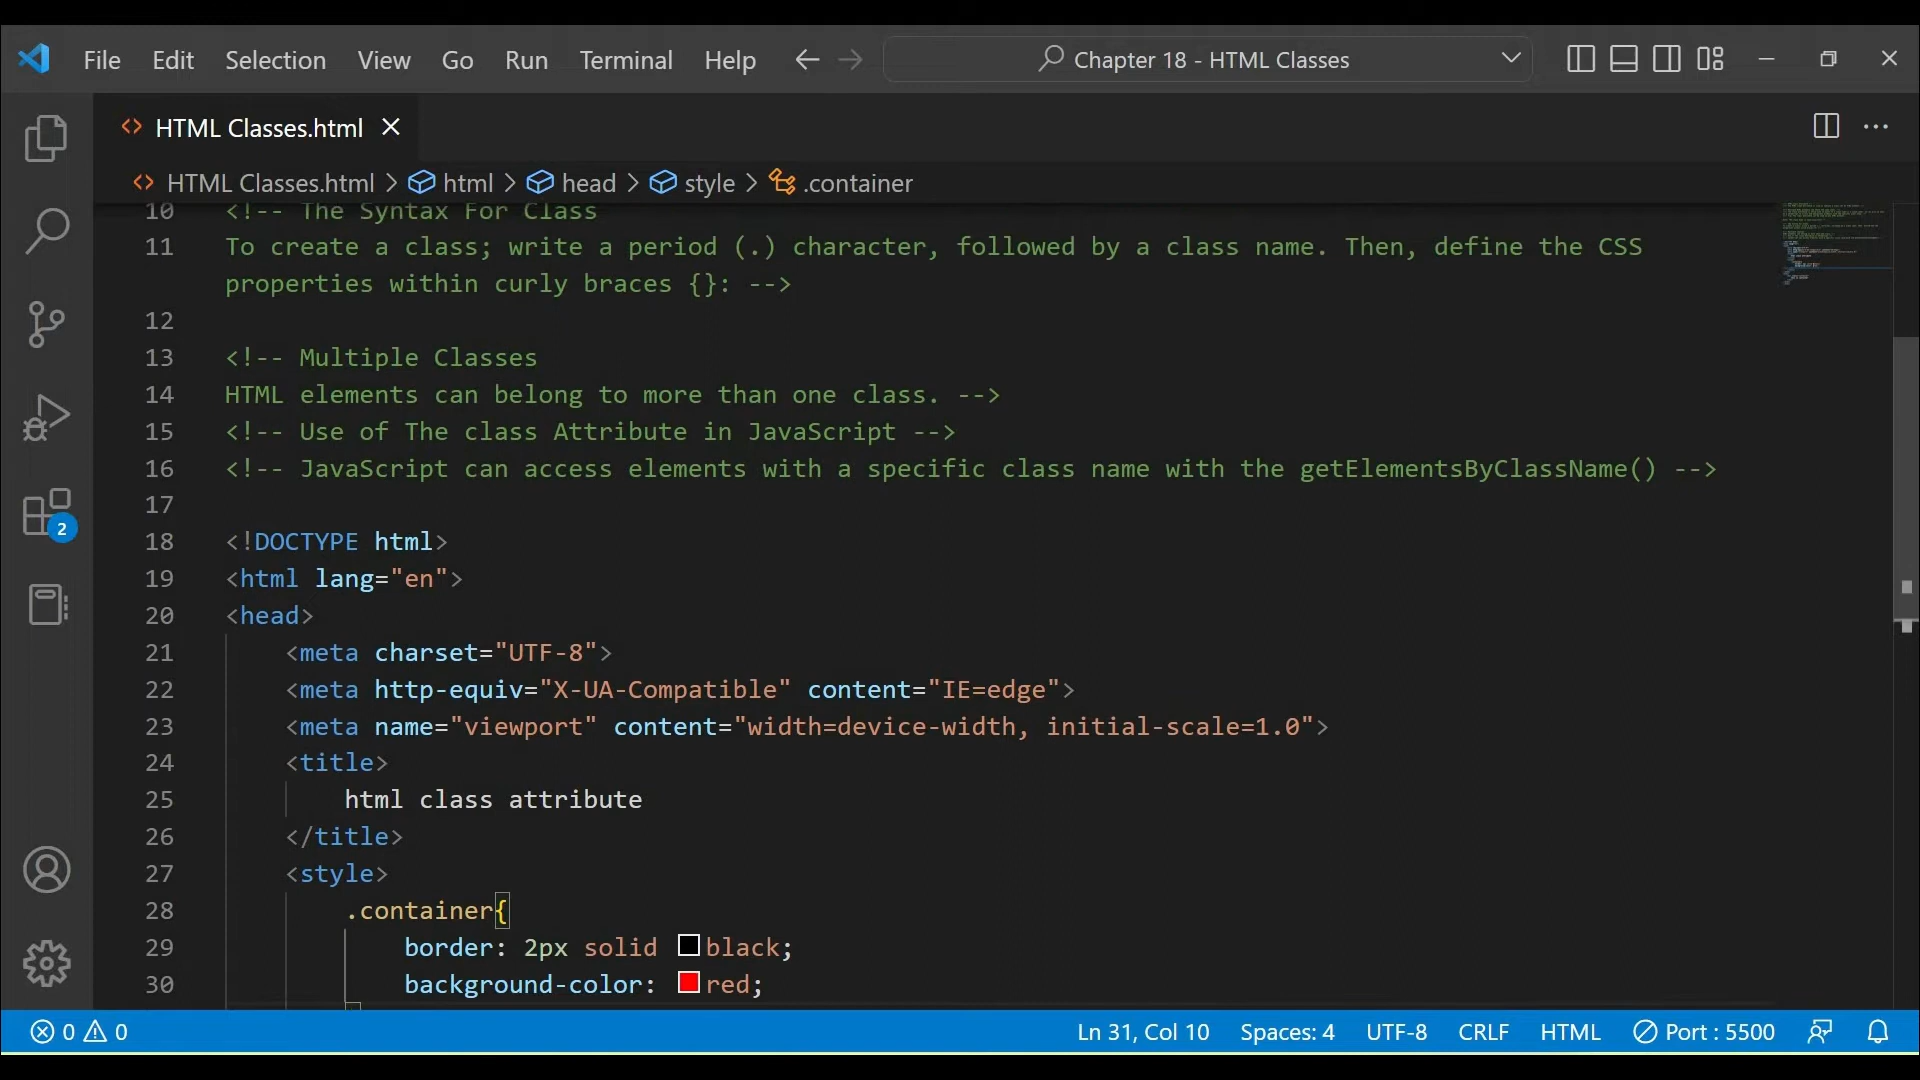 File Edit Selection View Go Run Terminal Help Chapter 18 - HTML Classes
HTML Classes.html
HTML Classes.html > html > head > style > .container
10 <!-- The Syntax For Class
11 To create a class; write a period (.) character, followed by a class name. Then, define the CSS
properties within curly braces {}: -->
12
13 <!-- Multiple Classes
14 HTML elements can belong to more than one class. -->
15 <!-- Use of The class Attribute in JavaScript -->
16 <!-- JavaScript can access elements with a specific class name with the getElementsByClassName() -->
17
18 <!DOCTYPE html>
19 <html lang="en">
20 <head>
21 <meta charset="UTF-8">
22 <meta http-equiv="X-UA-Compatible" content="IE=edge">
23 <meta name="viewport" content="width=device-width, initial-scale=1.0">
24 <title>
25 html class attribute
26 </title>
27 <style>
28 .container{
29 border: 2px solid black;
30 background-color: red;
2
0 0 Ln 31, Col 10 Spaces: 4 UTF-8 CRLF HTML Port : 5500